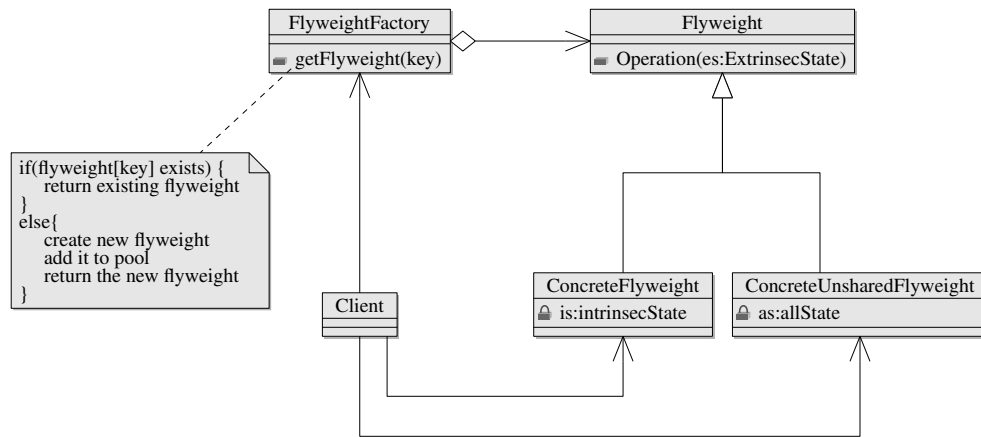 FlyweightFactory
getFlyweight(key)
Flyweight
Operation(es:ExtrinsecState)
if(flyweight[key] exists) {
return existing flyweight
}
else{
create new flyweight
add it to pool
return the new flyweight
}
Client
ConcreteFlyweight
is:intrinsecState
ConcreteUnsharedFlyweight
as:allState